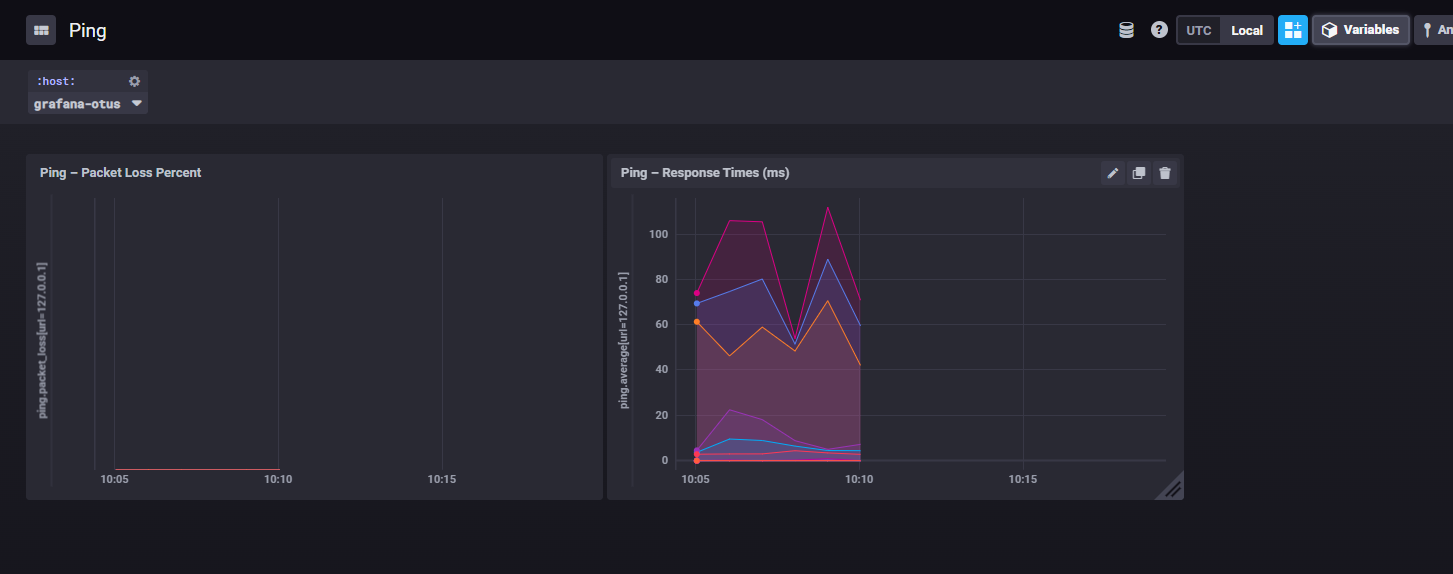 Ping
UTC Local Variables An
:host:
grafana-otus
Ping – Packet Loss Percent
ping.packet_loss[url=127.0.0.1]
10:05 10:10 10:15
Ping – Response Times (ms)
ping.average[url=127.0.0.1]
100
80
60
40
20
0
10:05 10:10 10:15